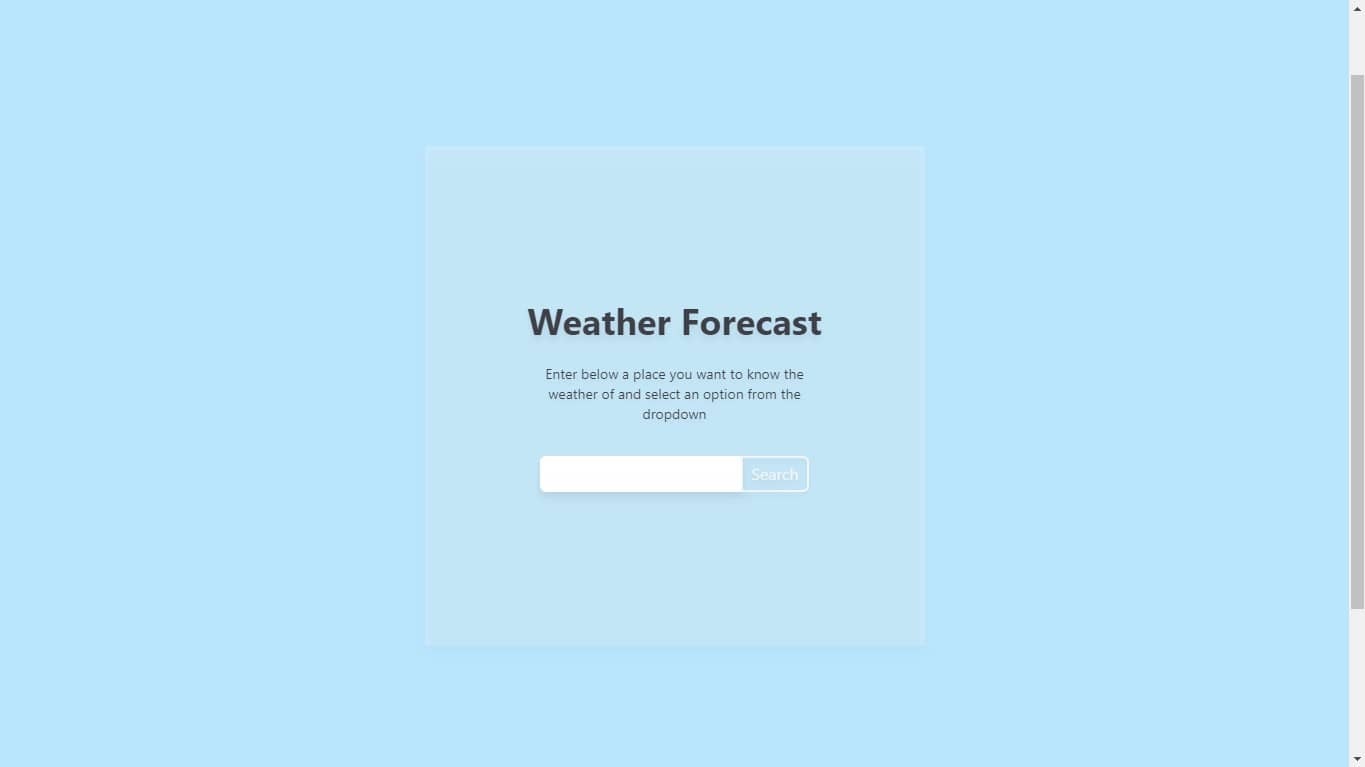 Weather Forecast
Enter below a place you want to know the
weather of and select an option from the
dropdown
Search